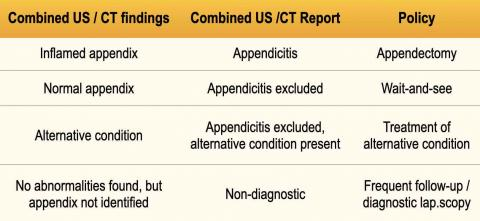 Combined US / CT findings Combined US /CT Report Policy
Inflamed appendix Appendicitis Appendectomy
Normal appendix Appendicitis excluded Wait-and-see
Alternative condition Appendicitis excluded, alternative condition present Treatment of alternative condition
No abnormalities found, but appendix not identified Non-diagnostic Frequent follow-up / diagnostic lap.scopy